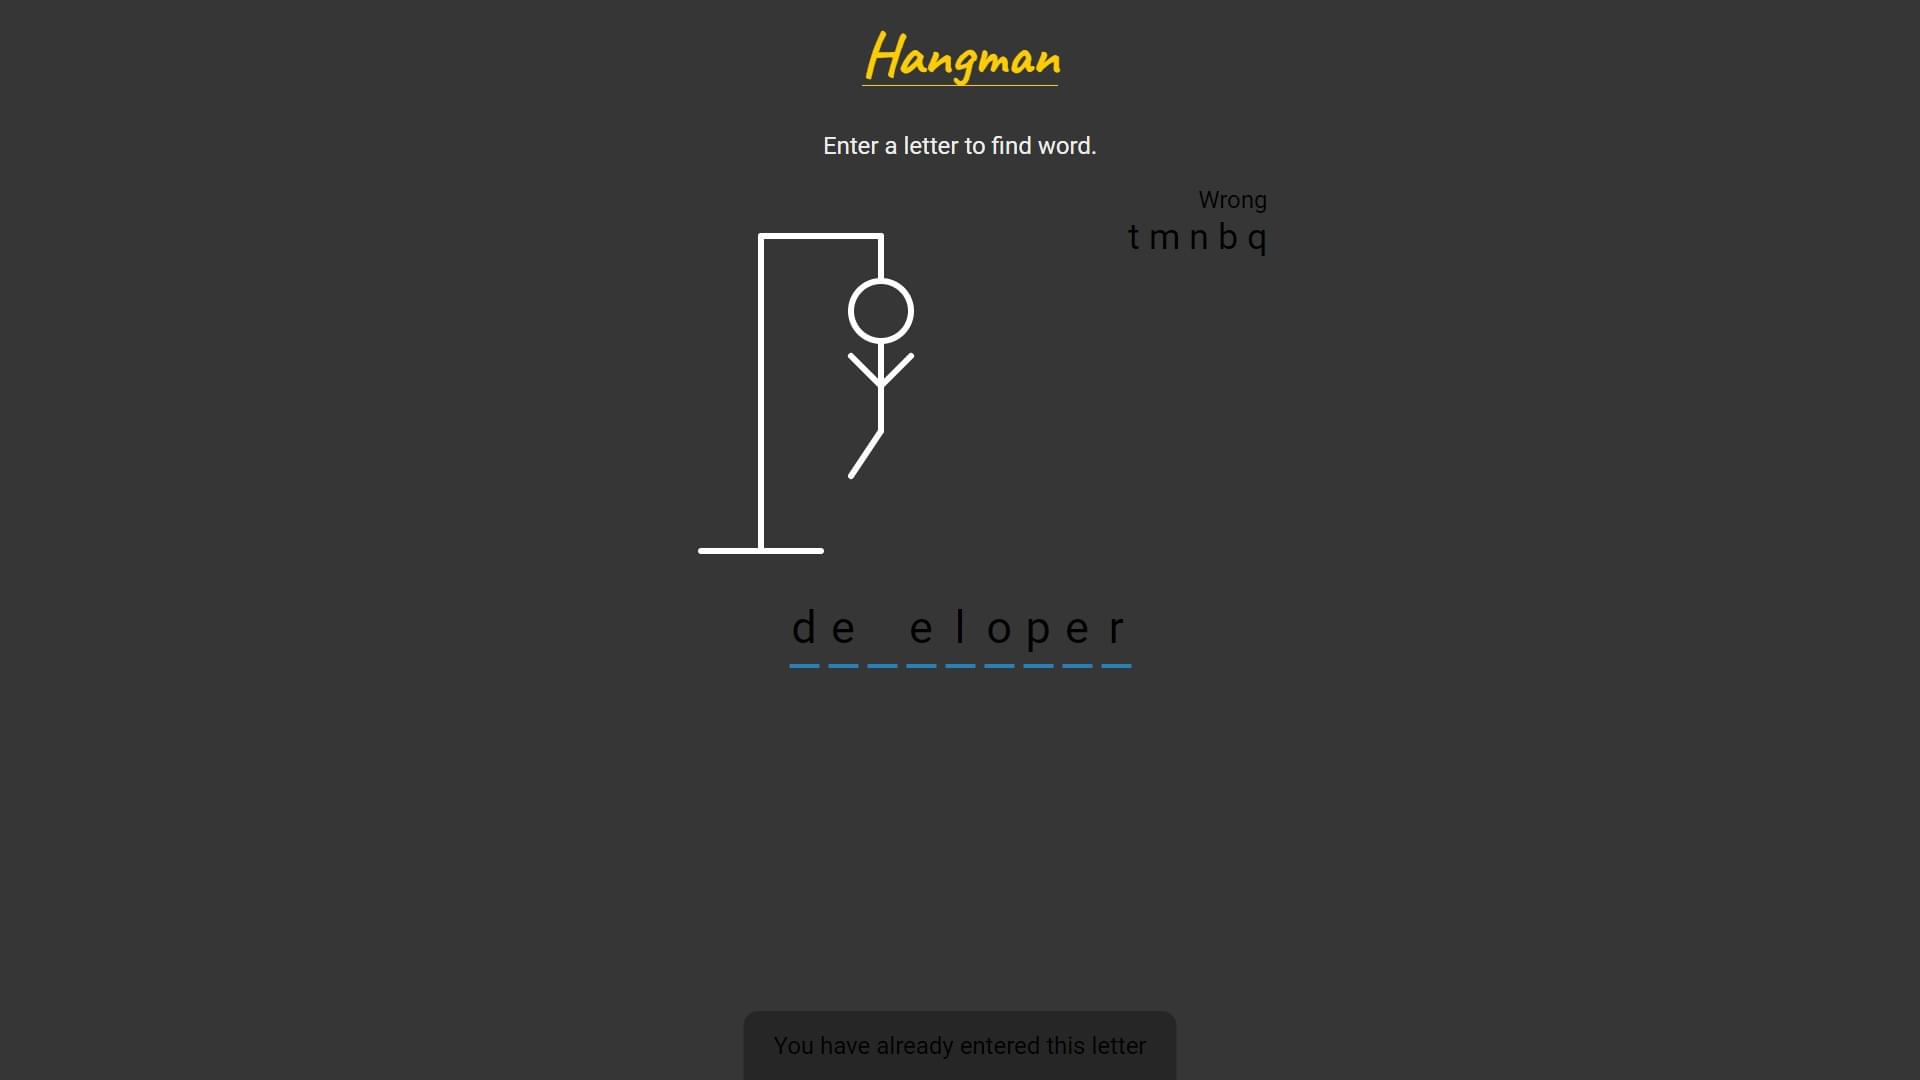 Hangman
Enter a letter to find word.
Wrong
t m n b q
d e _ e l o p e r
You have already entered this letter